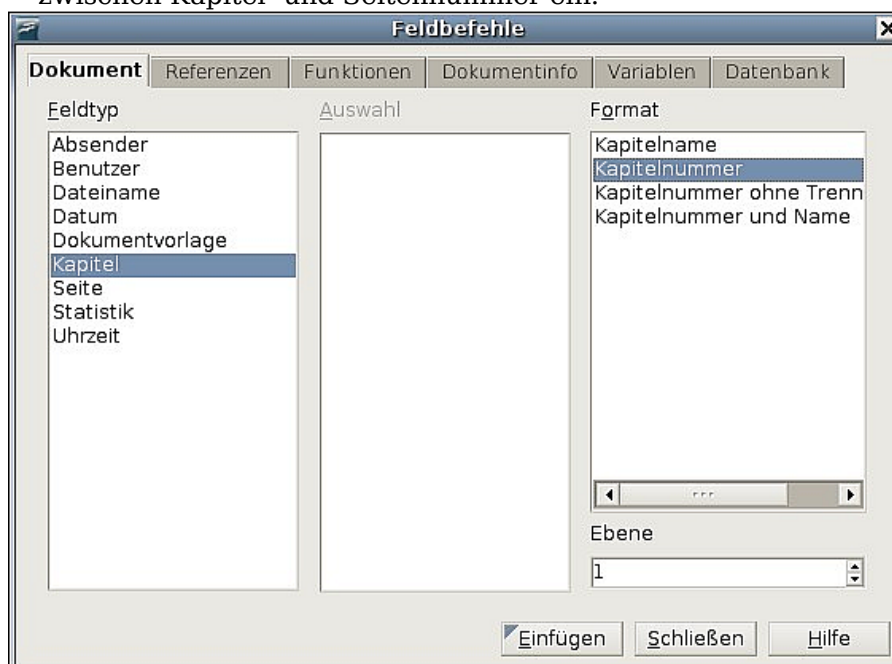 zwischen Kapitel- und Seitennummer ein.
Feldbefehle
Dokument Referenzen Funktionen Dokumentinfo Variablen Datenbank
Feldtyp
Absender
Benutzer
Dateiname
Datum
Dokumentvorlage
Kapitel
Seite
Statistik
Uhrzeit
Auswahl
Format
Kapitelname
Kapitelnummer
Kapitelnummer ohne Trenn
Kapitelnummer und Name
Ebene
1
Einfügen Schließen Hilfe